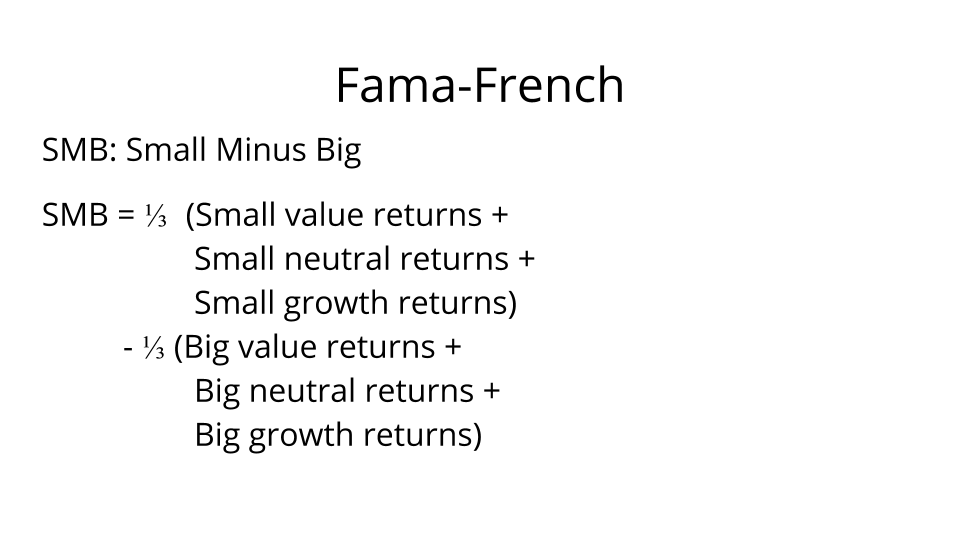 Fama-French
SMB: Small Minus Big
SMB = ⅓ (Small value returns +
Small neutral returns +
Small growth returns)
- ⅓ (Big value returns +
Big neutral returns +
Big growth returns)